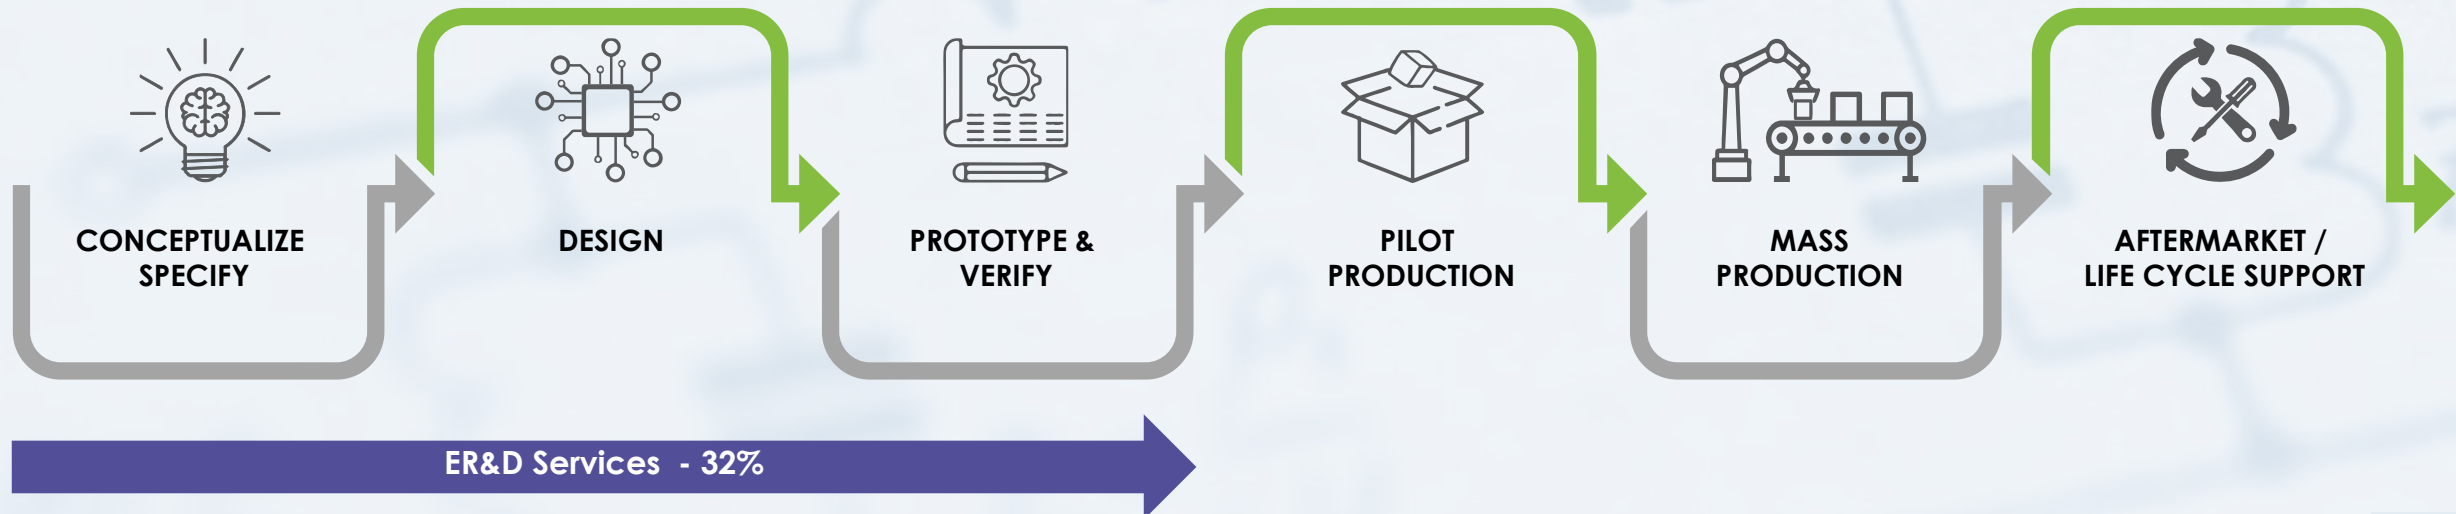 CONCEPTUALIZE
SPECIFY
DESIGN
PROTOTYPE &
VERIFY
PILOT
PRODUCTION
MASS
PRODUCTION
AFTERMARKET /
LIFE CYCLE SUPPORT
ER&D Services - 32%